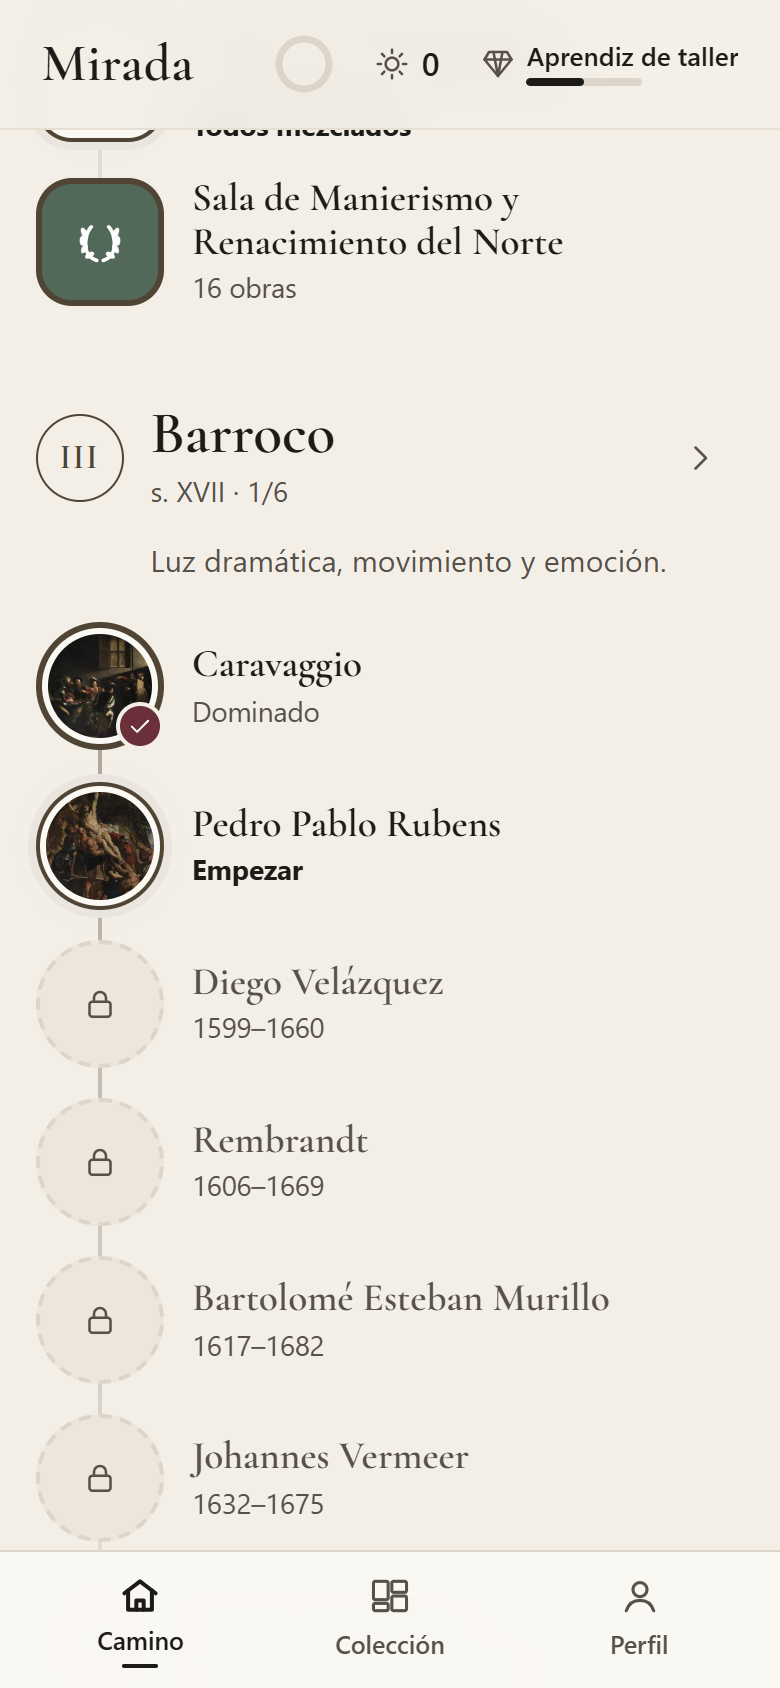 Mirada
0
Aprendiz de taller
Todos mezclados
Sala de Manierismo y
Renacimiento del Norte
16 obras
III
Barroco
s. XVII · 1/6
Luz dramática, movimiento y emoción.
Caravaggio
Dominado
Pedro Pablo Rubens
Empezar
Diego Velázquez
1599–1660
Rembrandt
1606–1669
Bartolomé Esteban Murillo
1617–1682
Johannes Vermeer
1632–1675
Camino
Colección
Perfil